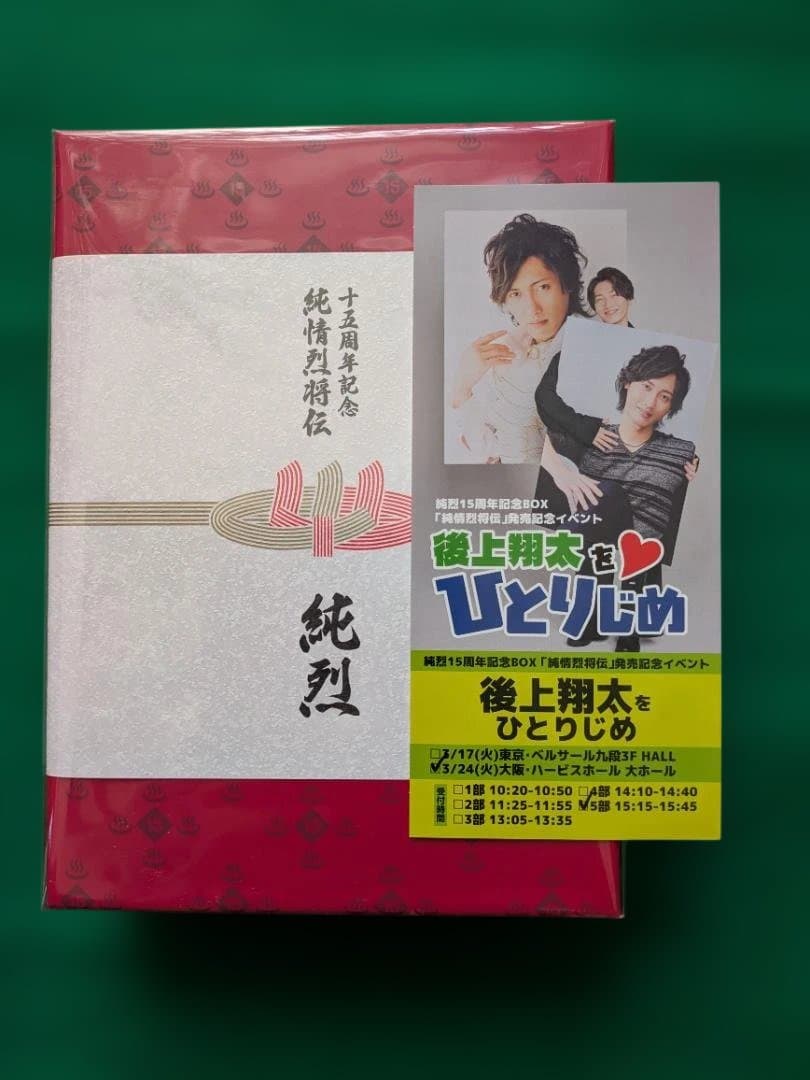 十五周年記念
純情烈将伝
純烈
15
15
15
純烈15周年記念BOX
「純情烈将伝」発売記念イベント
後上翔太を
ひとりじめ
純烈15周年記念BOX「純情烈将伝」発売記念イベント
後上翔太を
ひとりじめ
□3/17(火)東京・ベルサール九段3F HALL
☑3/24(火)大阪・ハービスホール 大ホール
受付時間
□1部 10:20-10:50 □4部 14:10-14:40
□2部 11:25-11:55 ☑5部 15:15-15:45
□3部 13:05-13:35